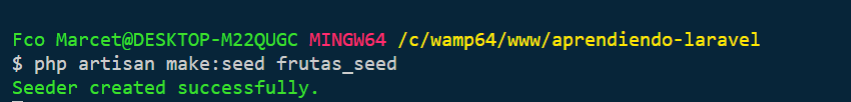 Fco Marcet@DESKTOP-M22QUGC MINGW64 /c/wamp64/www/aprendiendo-laravel
$ php artisan make:seed frutas_seed
Seeder created successfully.